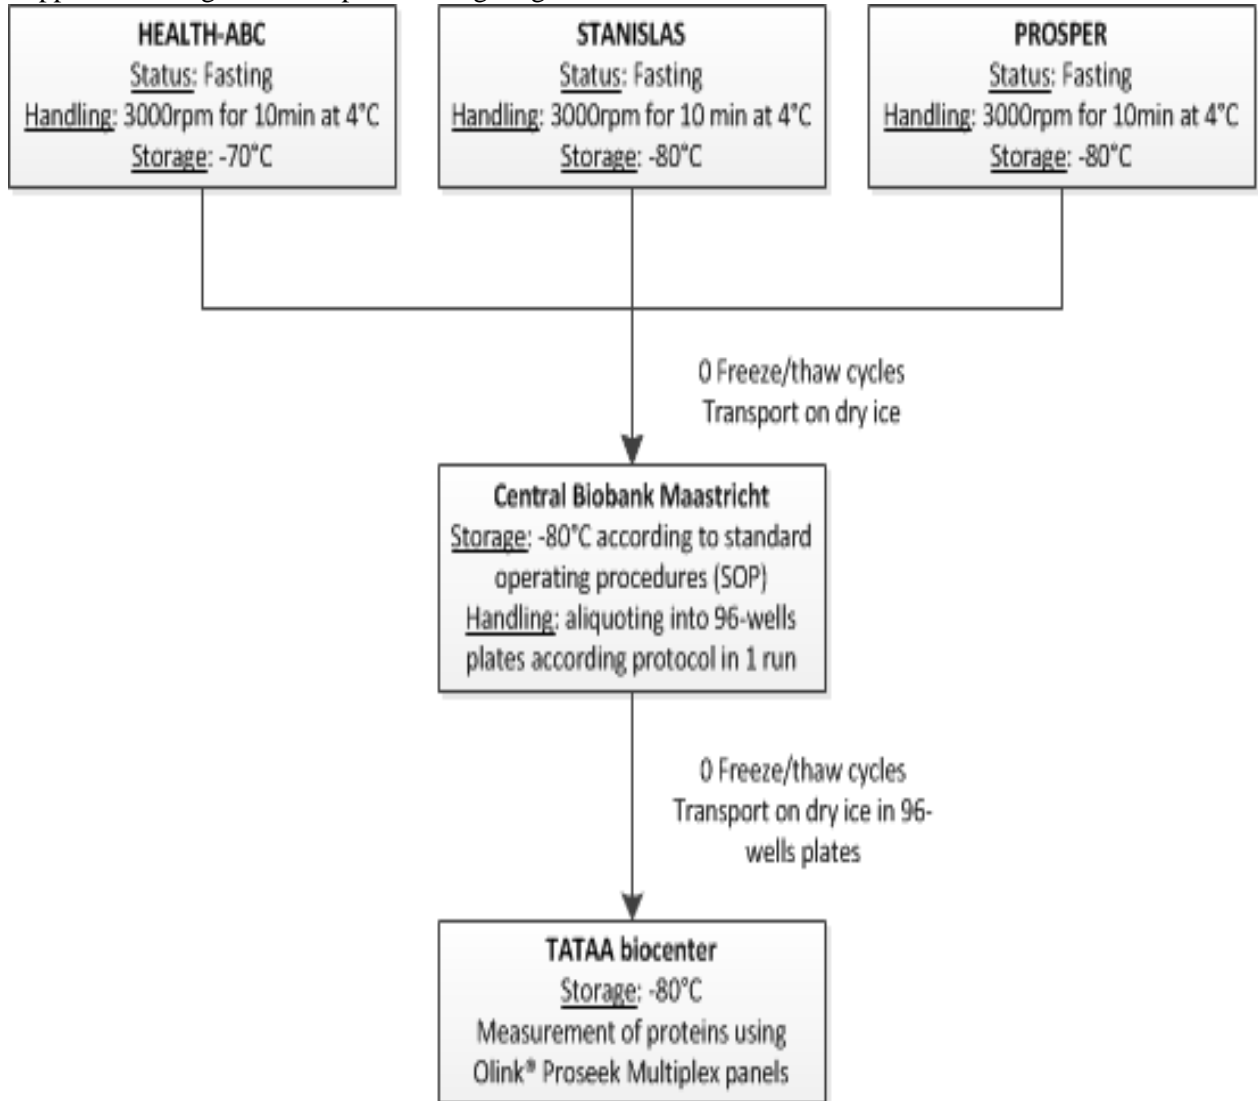 HEALTH-ABC
Status: Fasting
Handling: 3000rpm for 10min at 4°C
Storage: -70°C
STANISLAS
Status: Fasting
Handling: 3000rpm for 10 min at 4°C
Storage: -80°C
PROSPER
Status: Fasting
Handling: 3000rpm for 10min at 4°C
Storage: -80°C
0 Freeze/thaw cycles
Transport on dry ice
Central Biobank Maastricht
Storage: -80°C according to standard
operating procedures (SOP)
Handling: aliquoting into 96-wells
plates according protocol in 1 run
0 Freeze/thaw cycles
Transport on dry ice in 96-
wells plates
TATAA biocenter
Storage: -80°C
Measurement of proteins using
Olink® Proseek Multiplex panels